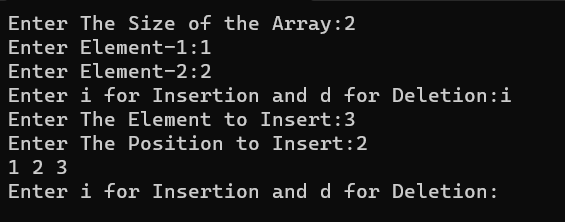 Enter The Size of the Array:2
Enter Element-1:1
Enter Element-2:2
Enter i for Insertion and d for Deletion:i
Enter The Element to Insert:3
Enter The Position to Insert:2
1 2 3
Enter i for Insertion and d for Deletion: